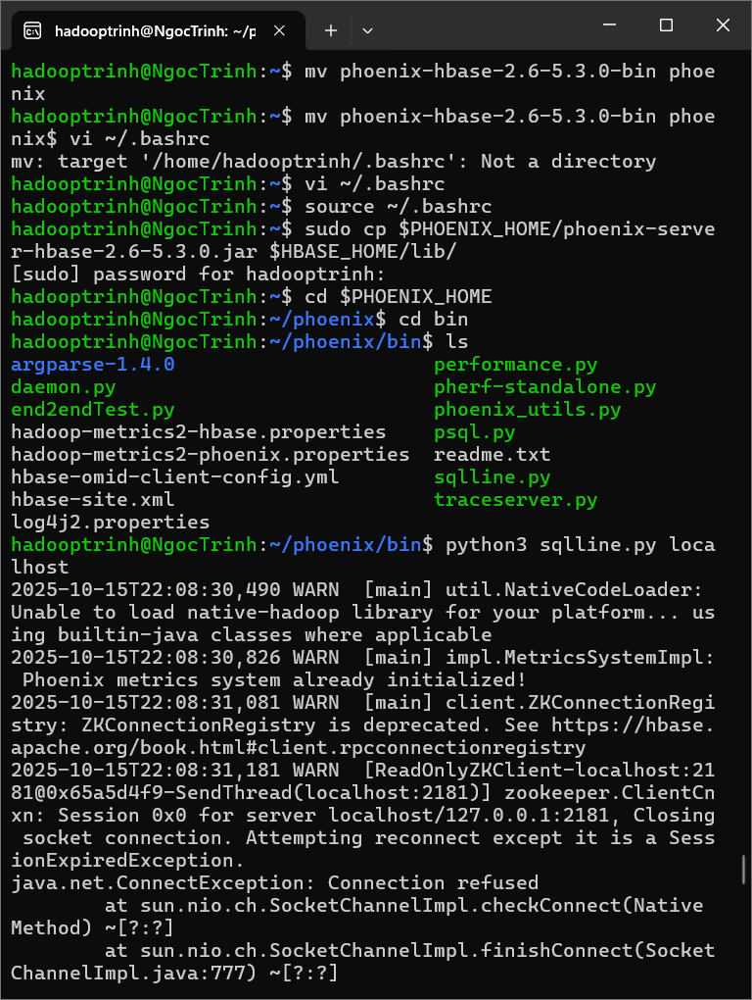 hadooptrinh@NgocTrinh: ~/p
hadooptrinh@NgocTrinh:~$ mv phoenix-hbase-2.6-5.3.0-bin phoe
nix
hadooptrinh@NgocTrinh:~$ mv phoenix-hbase-2.6-5.3.0-bin phoe
nix$ vi ~/.bashrc
mv: target '/home/hadooptrinh/.bashrc': Not a directory
hadooptrinh@NgocTrinh:~$ vi ~/.bashrc
hadooptrinh@NgocTrinh:~$ source ~/.bashrc
hadooptrinh@NgocTrinh:~$ sudo cp $PHOENIX_HOME/phoenix-serve
r-hbase-2.6-5.3.0.jar $HBASE_HOME/lib/
[sudo] password for hadooptrinh:
hadooptrinh@NgocTrinh:~$ cd $PHOENIX_HOME
hadooptrinh@NgocTrinh:~/phoenix$ cd bin
hadooptrinh@NgocTrinh:~/phoenix/bin$ ls
argparse-1.4.0                      performance.py
daemon.py                           pherf-standalone.py
end2endTest.py                      phoenix_utils.py
hadoop-metrics2-hbase.properties    psql.py
hadoop-metrics2-phoenix.properties  readme.txt
hbase-omid-client-config.yml        sqlline.py
hbase-site.xml                      traceserver.py
log4j2.properties
hadooptrinh@NgocTrinh:~/phoenix/bin$ python3 sqlline.py loca
lhost
2025-10-15T22:08:30,490 WARN  [main] util.NativeCodeLoader:
Unable to load native-hadoop library for your platform... us
ing builtin-java classes where applicable
2025-10-15T22:08:30,826 WARN  [main] impl.MetricsSystemImpl:
 Phoenix metrics system already initialized!
2025-10-15T22:08:31,081 WARN  [main] client.ZKConnectionRegi
stry: ZKConnectionRegistry is deprecated. See https://hbase.
apache.org/book.html#client.rpcconnectionregistry
2025-10-15T22:08:31,181 WARN  [ReadOnlyZKClient-localhost:21
81@0x65a5d4f9-SendThread(localhost:2181)] zookeeper.ClientCn
xn: Session 0x0 for server localhost/127.0.0.1:2181, Closing
 socket connection. Attempting reconnect except it is a Sess
ionExpiredException.
java.net.ConnectException: Connection refused
        at sun.nio.ch.SocketChannelImpl.checkConnect(Native
Method) ~[?:?]
        at sun.nio.ch.SocketChannelImpl.finishConnect(Socket
ChannelImpl.java:777) ~[?:?]